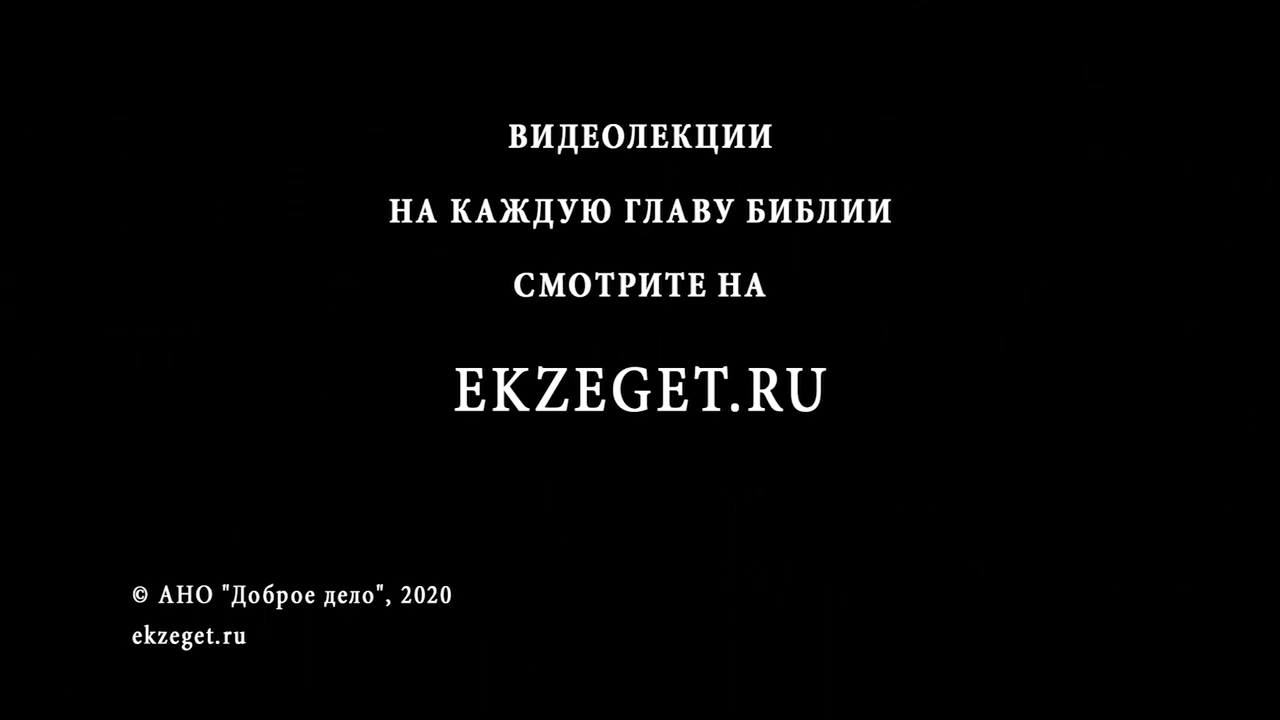 ВИДЕОЛЕКЦИИ
НА КАЖДУЮ ГЛАВУ БИБЛИИ
СМОТРИТЕ НА
EKZEGET.RU
© АНО "Доброе дело", 2020
ekzeget.ru